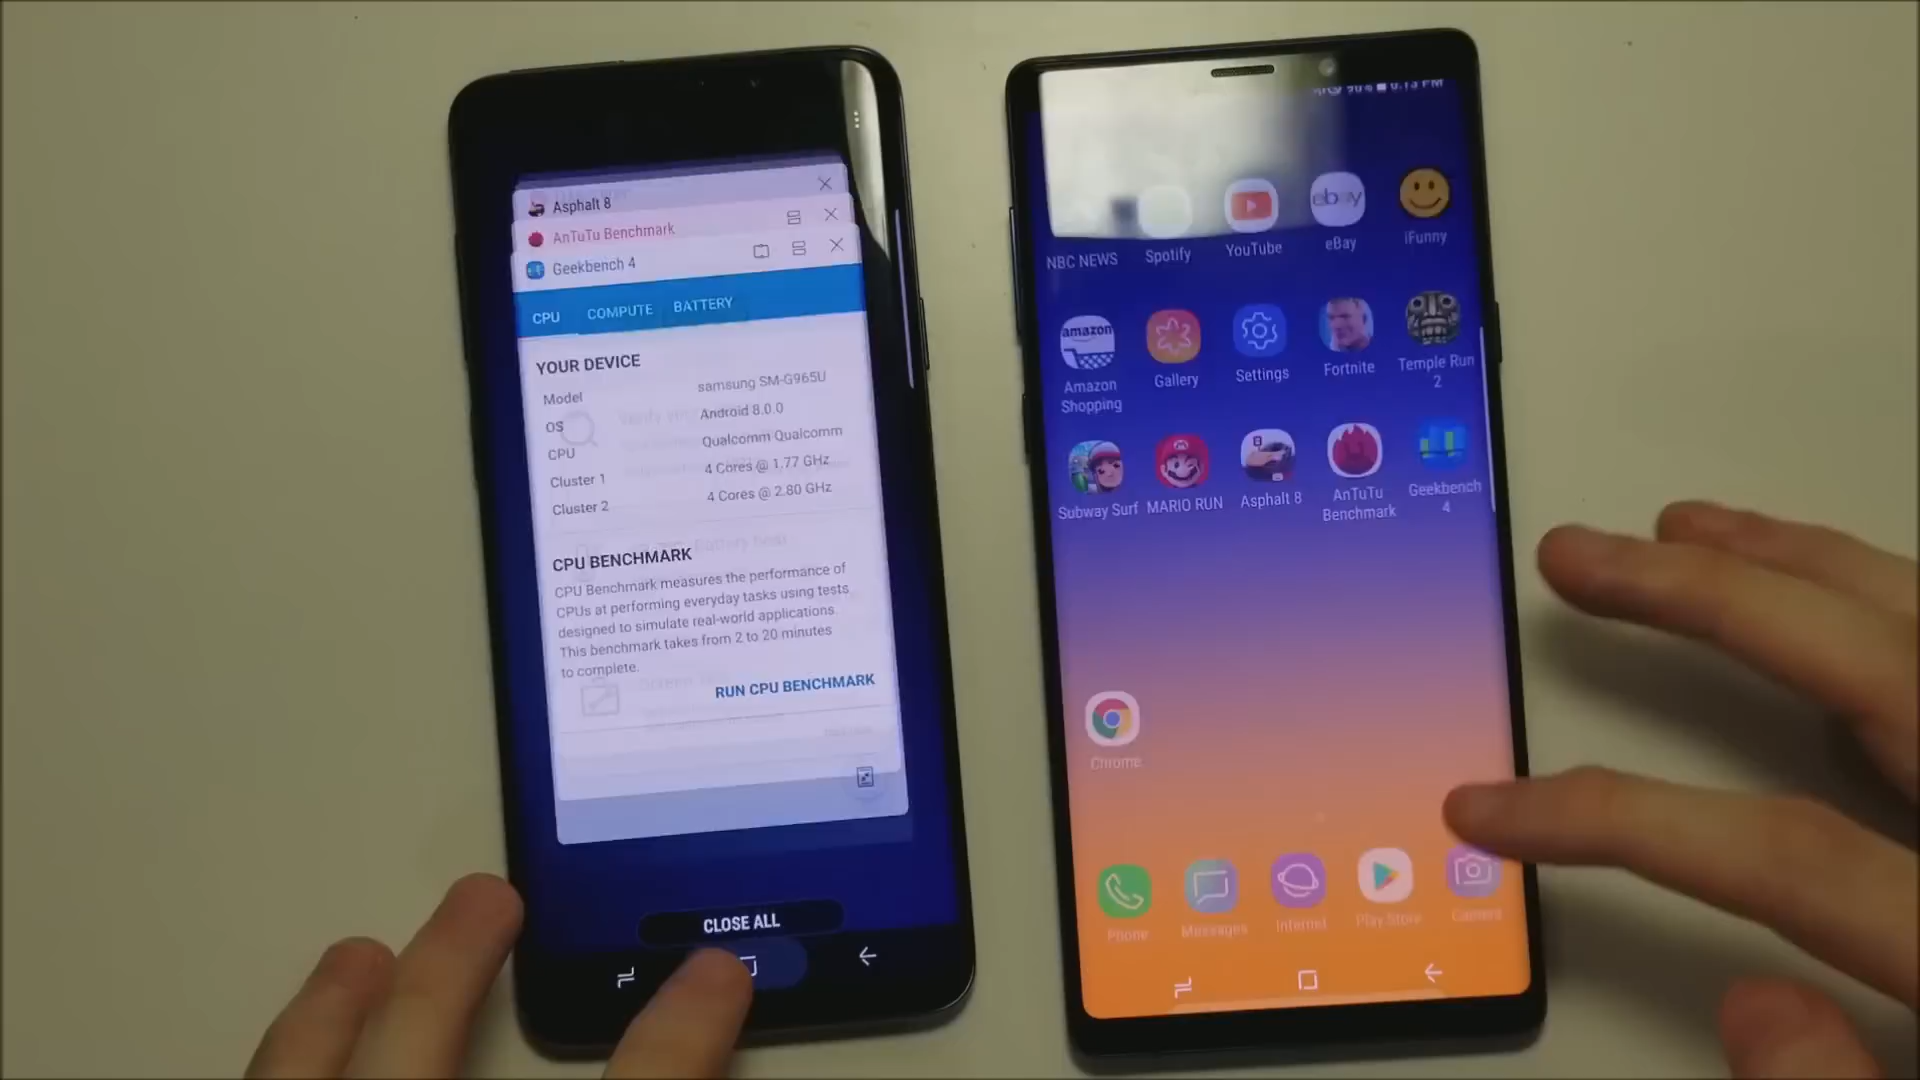 Asphalt 8
AnTuTu Benchmark
Geekbench 4
CPU COMPUTE BATTERY
YOUR DEVICE
Model samsung SM-G965U
OS Android 8.0.0
CPU Qualcomm Qualcomm
Cluster 1 4 Cores @ 1.77 GHz
Cluster 2 4 Cores @ 2.80 GHz
CPU BENCHMARK
CPU Benchmark measures the performance of
CPUs at performing everyday tasks using tests
designed to simulate real-world applications.
This benchmark takes from 2 to 20 minutes
to complete.
RUN CPU BENCHMARK
CLOSE ALL
ebay
NBC NEWS Spotify YouTube eBay iFunny
amazon
Amazon
Shopping
Gallery Settings Fortnite Temple Run
2
Subway Surf MARIO RUN Asphalt 8 AnTuTu
Benchmark
Geekbench
4
Chrome
Phone Messages Internet Play Store Camera